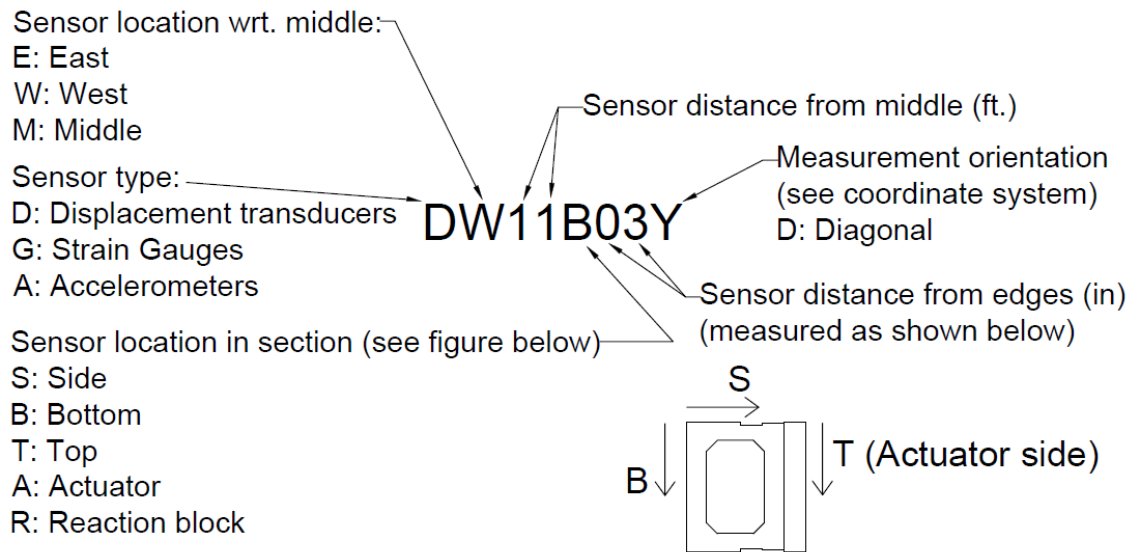 Sensor location wrt. middle:
E: East
W: West
M: Middle
Sensor distance from middle (ft.)
Sensor type:
D: Displacement transducers
G: Strain Gauges
A: Accelerometers
DW11B03Y
Measurement orientation
(see coordinate system)
D: Diagonal
Sensor distance from edges (in)
(measured as shown below)
Sensor location in section (see figure below)
S: Side
B: Bottom
T: Top
A: Actuator
R: Reaction block
S
B
T (Actuator side)